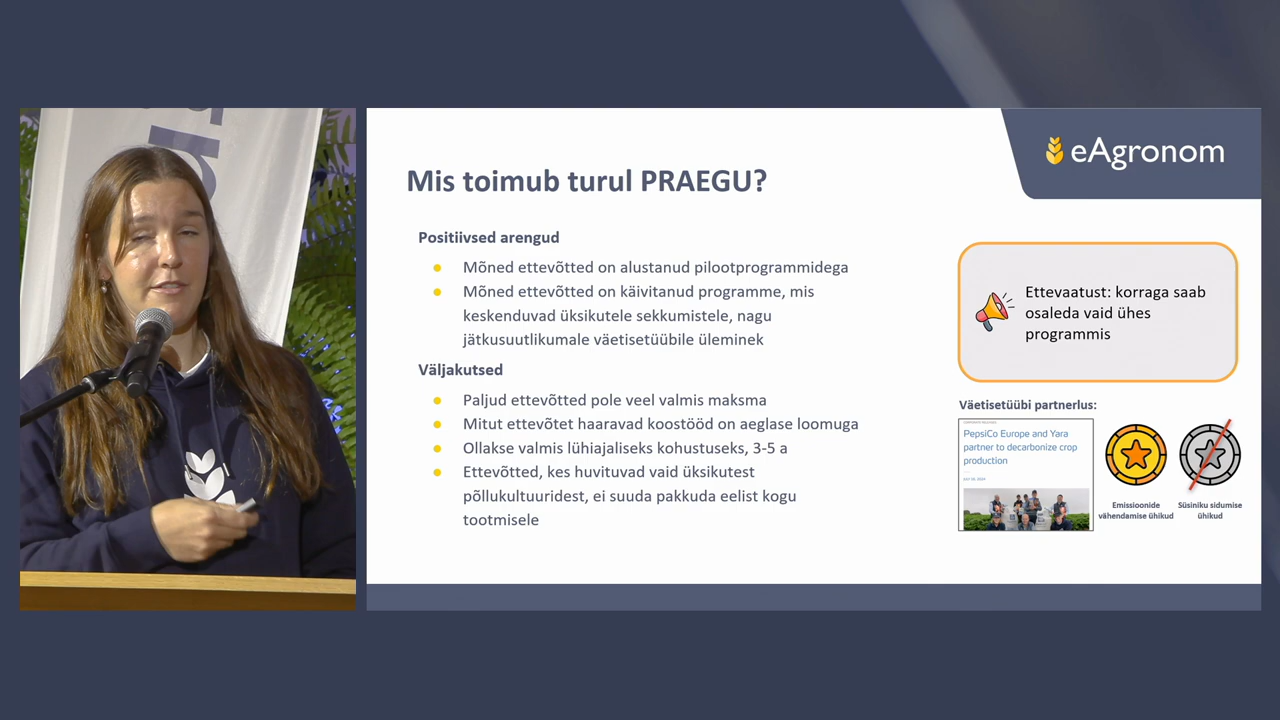 eAgronom
Mis toimub turul PRAEGU?
Positiivsed arengud
Mõned ettevõtted on alustanud pilootprogrammidega
Mõned ettevõtted on käivitanud programme, mis
keskenduvad üksikutele sekkumistele, nagu
jätkusuutlikumale väetisetüübile üleminek
Väljakutsed
Paljud ettevõtted pole veel valmis maksma
Mitut ettevõtet haaravad koostööd on aeglase loomuga
Ollakse valmis lühiajaliseks kohustuseks, 3-5 a
Ettevõtted, kes huvituvad vaid üksikutest
põllukultuuridest, ei suuda pakkuda eelist kogu
tootmisele
Ettevaatust: korraga saab
osaleda vaid ühes
programmis
Väetisetüübi partnerlus:
PepsiCo Europe and Yara
partner to decarbonize crop
production
Emissioonide
vähendamise ühikud
Süsiniku sidumise
ühikud